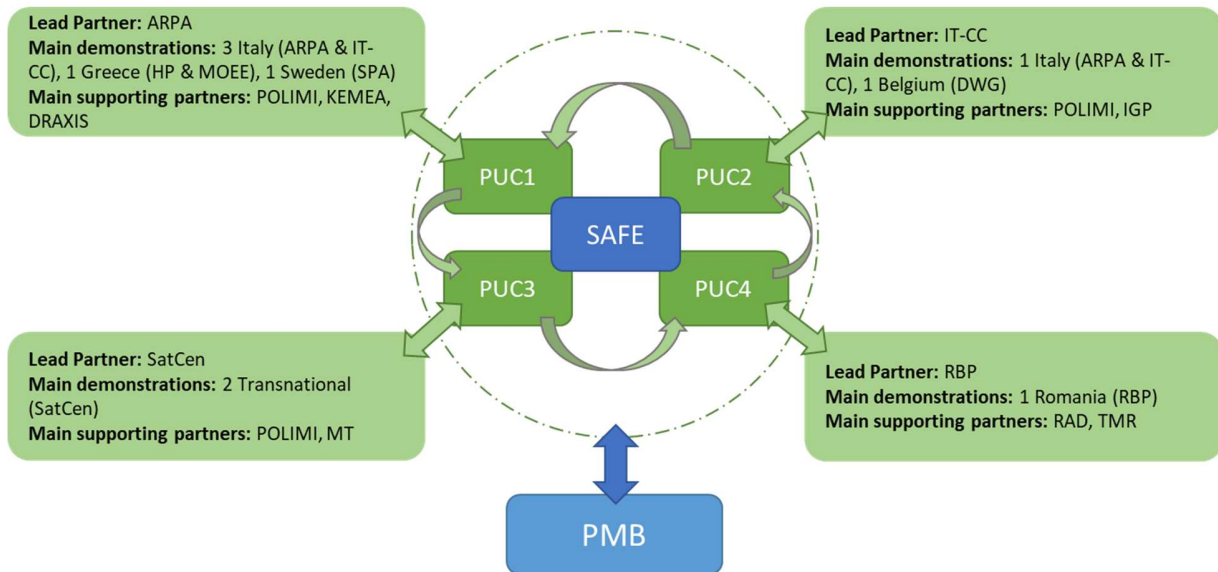 Lead Partner: ARPA
Main demonstrations: 3 Italy (ARPA & IT-
CC), 1 Greece (HP & MOEE), 1 Sweden (SPA)
Main supporting partners: POLIMI, KEMEA,
DRAXIS
Lead Partner: IT-CC
Main demonstrations: 1 Italy (ARPA & IT-
CC), 1 Belgium (DWG)
Main supporting partners: POLIMI, IGP
PUC1
PUC2
SAFE
PUC3
PUC4
Lead Partner: SatCen
Main demonstrations: 2 Transnational
(SatCen)
Main supporting partners: POLIMI, MT
Lead Partner: RBP
Main demonstrations: 1 Romania (RBP)
Main supporting partners: RAD, TMR
PMB